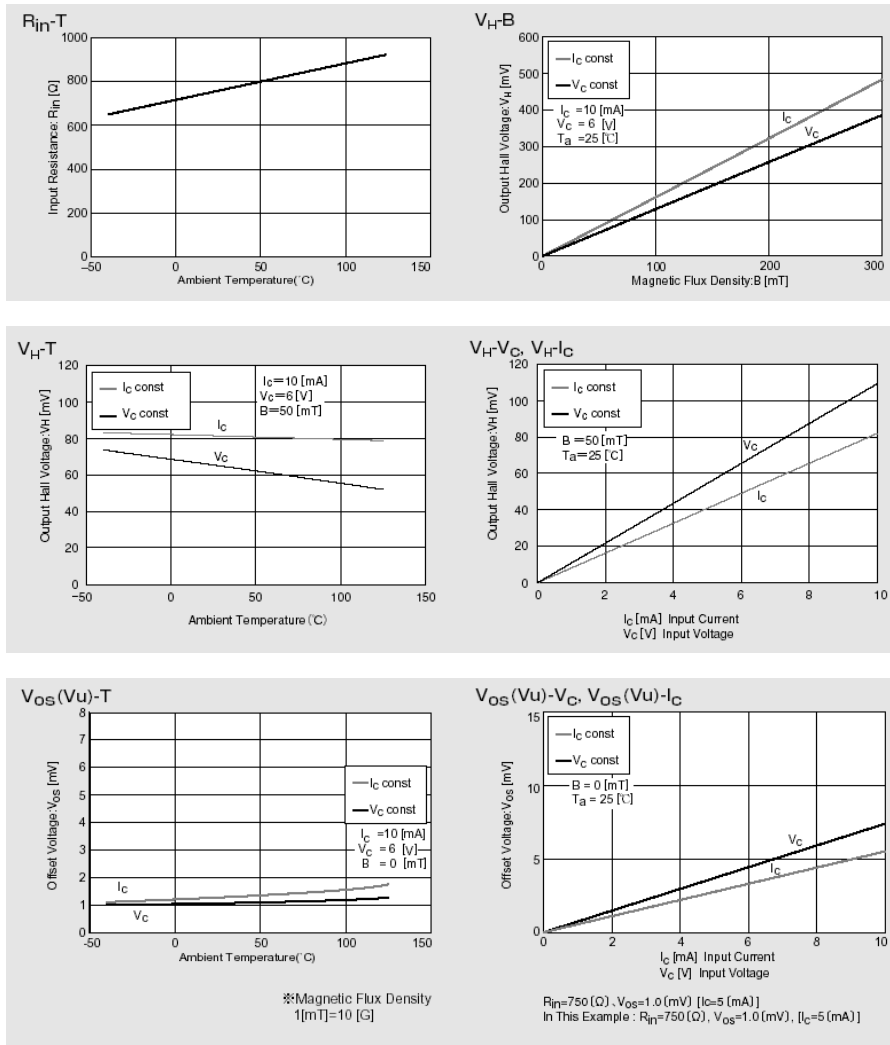 Rin-T
1000
800
600
400
200
0
-50
0
50
100
150
Input Resistance: Rin [Ω]
Ambient Temperature(˚C)
VH-B
600
500
400
300
200
100
0
0
100
200
300
Output Hall Voltage:VH [mV]
IC const
VC const
IC =10 [mA]
VC = 6 [V]
Ta =25 [℃]
IC
VC
Magnetic Flux Density:B [mT]
VH-T
120
100
80
60
40
20
0
−50
0
50
100
150
Output Hall Voltage:VH [mV]
IC const
VC const
IC=10 [mA]
VC=6 [V]
B=50 [mT]
IC
VC
Ambient Temperature (℃)
VH-VC, VH-IC
120
100
80
60
40
20
0
0
2
4
6
8
10
Output Hall Voltage:VH [mV]
IC const
VC const
B =50 [mT]
Ta=25 [℃]
VC
IC
IC [mA] Input Current
VC [V] Input Voltage
VOS(Vu)-T
8
7
6
5
4
3
2
1
0
-50
0
50
100
150
Offset Voltage:VOS [mV]
IC const
VC const
IC =10 [mA]
VC = 6 [V]
B = 0 [mT]
IC
VC
Ambient Temperature(˚C)
※Magnetic Flux Density
1[mT]=10 [G]
VOS(Vu)-VC, VOS(Vu)-IC
15
10
5
0
0
2
4
6
8
10
Offset Voltage:VOS [mV]
IC const
VC const
B = 0 [mT]
Ta = 25 [℃]
VC
IC
IC [mA] Input Current
VC [V] Input Voltage
Rin=750 (Ω)、VOS=1.0 (mV) [IC=5 (mA)]
In This Example : Rin=750 (Ω), VOS=1.0 (mV), [IC=5 (mA)]